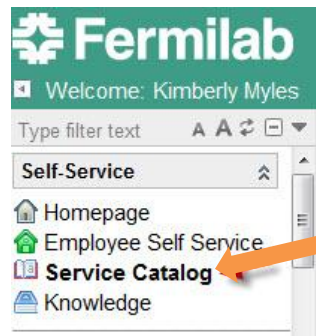 Fermilab
Welcome: Kimberly Myles
Type filter text A A
Self-Service
Homepage
Employee Self Service
Service Catalog
Knowledge